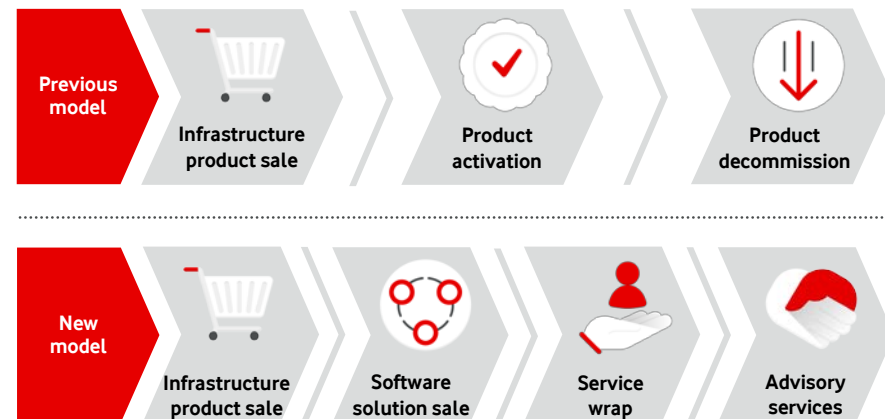 Previous
model
Infrastructure
product sale
Product
activation
Product
decommission
New
model
Infrastructure
product sale
Software
solution sale
Service
wrap
Advisory
services